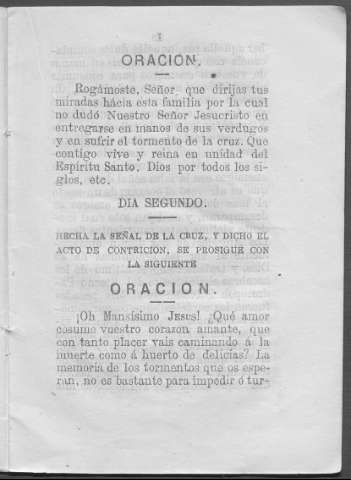 ORACION.
Rogámoste, Señor que dirijas tus
miradas hácia esta familia por la cual
no dudó Nuestro Señor Jesucristo en
entregarse en manos de sus verdugos
y en sufrir el tormento de la cruz. Que
contigo vive y reina en unidad del
Espíritu Santo, Dios por todos los si-
glos, etc.
DIA SEGUNDO.
HECHA LA SEÑAL DE LA CRUZ, Y DICHO EL
ACTO DE CONTRICION, SE PROSIGUE CON
LA SIGUIENTE
ORACION.
¡Oh Mansísimo JESUS! ¿Qué amor
cosume vuestro corazon amante, que
con tanto placer vais caminando á la
muerte como á huerto de delicias? La
memoria de los tormentos que os espe-
ran, no es bastante para impedir ó tur-